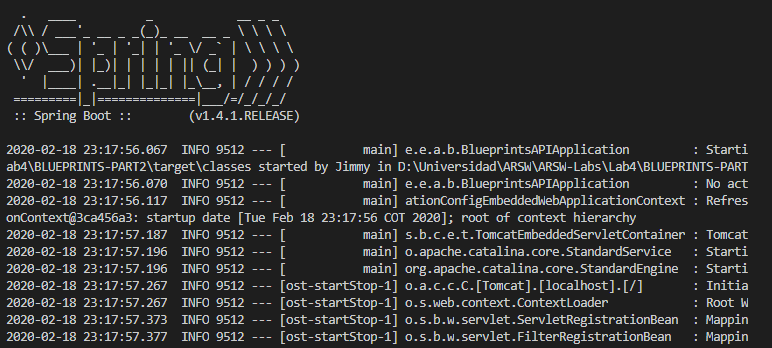 .   ____          _            __ _ _
 /\\ / ___'_ __ _ _(_)_ __  __ _ \ \ \ \
( ( )\___ | '_ | '_| | '_ \/ _` | \ \ \ \
 \\/  ___)| |_)| | | | | || (_| |  ) ) ) )
  '  |____| .__|_| |_|_| |_\__, | / / / /
 =========|_|==============|___/=/_/_/_/
 :: Spring Boot ::        (v1.4.1.RELEASE)
2020-02-18 23:17:56.067  INFO 9512 --- [           main] e.e.a.b.BlueprintsAPIApplication         : Starti
ab4\BLUEPRINTS-PART2\target\classes started by Jimmy in D:\Universidad\ARSW\ARSW-Labs\Lab4\BLUEPRINTS-PART
2020-02-18 23:17:56.070  INFO 9512 --- [           main] e.e.a.b.BlueprintsAPIApplication         : No act
2020-02-18 23:17:56.117  INFO 9512 --- [           main] ationConfigEmbeddedWebApplicationContext : Refres
onContext@3ca456a3: startup date [Tue Feb 18 23:17:56 COT 2020]; root of context hierarchy
2020-02-18 23:17:57.187  INFO 9512 --- [           main] s.b.c.e.t.TomcatEmbeddedServletContainer : Tomcat
2020-02-18 23:17:57.196  INFO 9512 --- [           main] o.apache.catalina.core.StandardService   : Starti
2020-02-18 23:17:57.196  INFO 9512 --- [           main] org.apache.catalina.core.StandardEngine  : Starti
2020-02-18 23:17:57.267  INFO 9512 --- [ost-startStop-1] o.a.c.c.C.[Tomcat].[localhost].[/]       : Initia
2020-02-18 23:17:57.267  INFO 9512 --- [ost-startStop-1] o.s.web.context.ContextLoader            : Root W
2020-02-18 23:17:57.373  INFO 9512 --- [ost-startStop-1] o.s.b.w.servlet.ServletRegistrationBean  : Mappin
2020-02-18 23:17:57.377  INFO 9512 --- [ost-startStop-1] o.s.b.w.servlet.FilterRegistrationBean   : Mappin